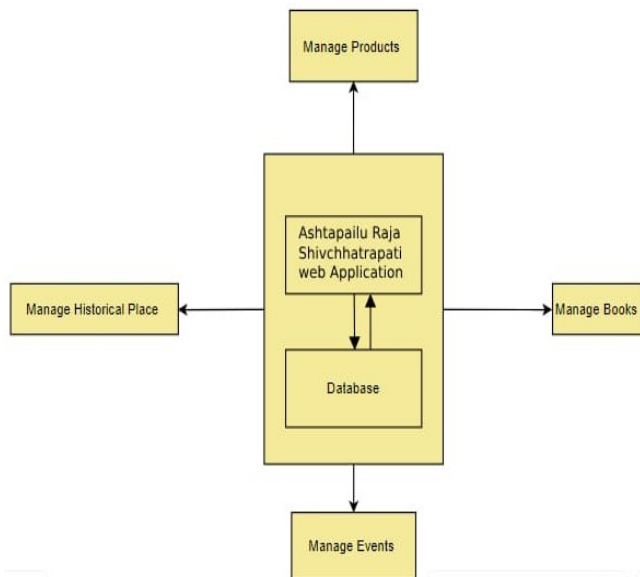 Manage Products
Ashtapailu Raja
Shivchhatrapati
web Application
Manage Historical Place
Manage Books
Database
Manage Events